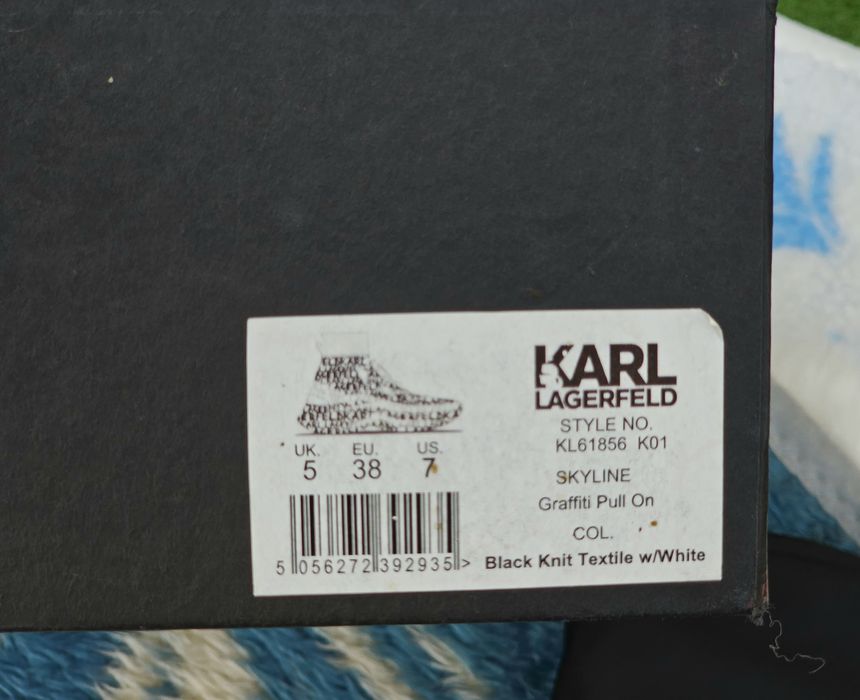 KARL
LAGERFELD
STYLE NO.
KL61856 K01
SKYLINE
Graffiti Pull On
COL.
Black Knit Textile w/White
UK. EU. US.
5 38 7
5 056272 392935 >